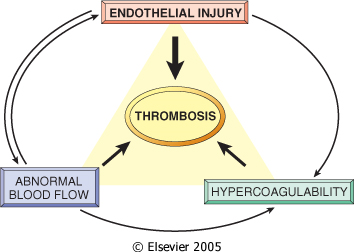 ENDOTHELIAL INJURY
THROMBOSIS
ABNORMAL
BLOOD FLOW
HYPERCOAGULABILITY
© Elsevier 2005